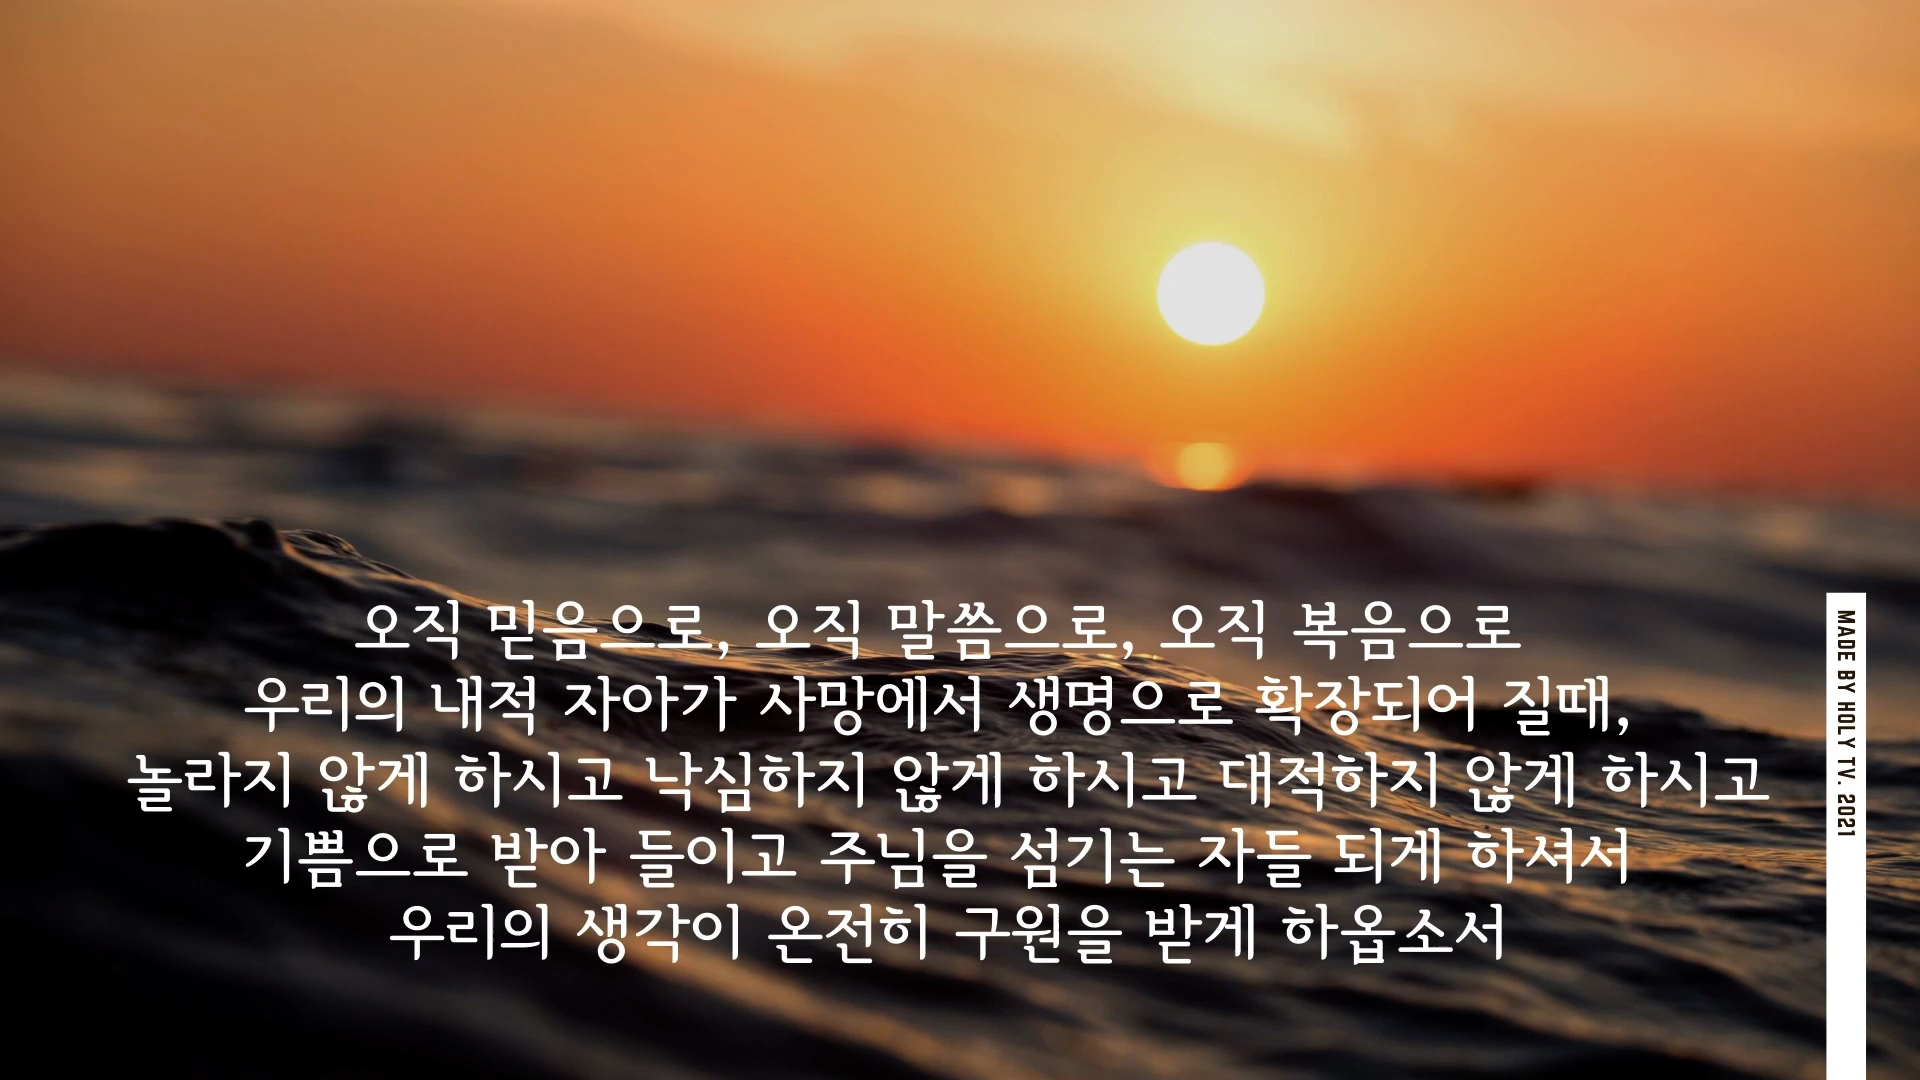 오직 믿음으로, 오직 말씀으로, 오직 복음으로
우리의 내적 자아가 사망에서 생명으로 확장되어 질때,
놀라지 않게 하시고 낙심하지 않게 하시고 대적하지 않게 하시고
기쁨으로 받아 들이고 주님을 섬기는 자들 되게 하셔서
우리의 생각이 온전히 구원을 받게 하옵소서
MADE BY HOLY TV. 2021